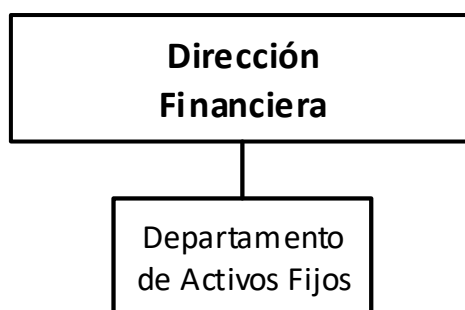 Dirección
Financiera
Departamento
de Activos Fijos